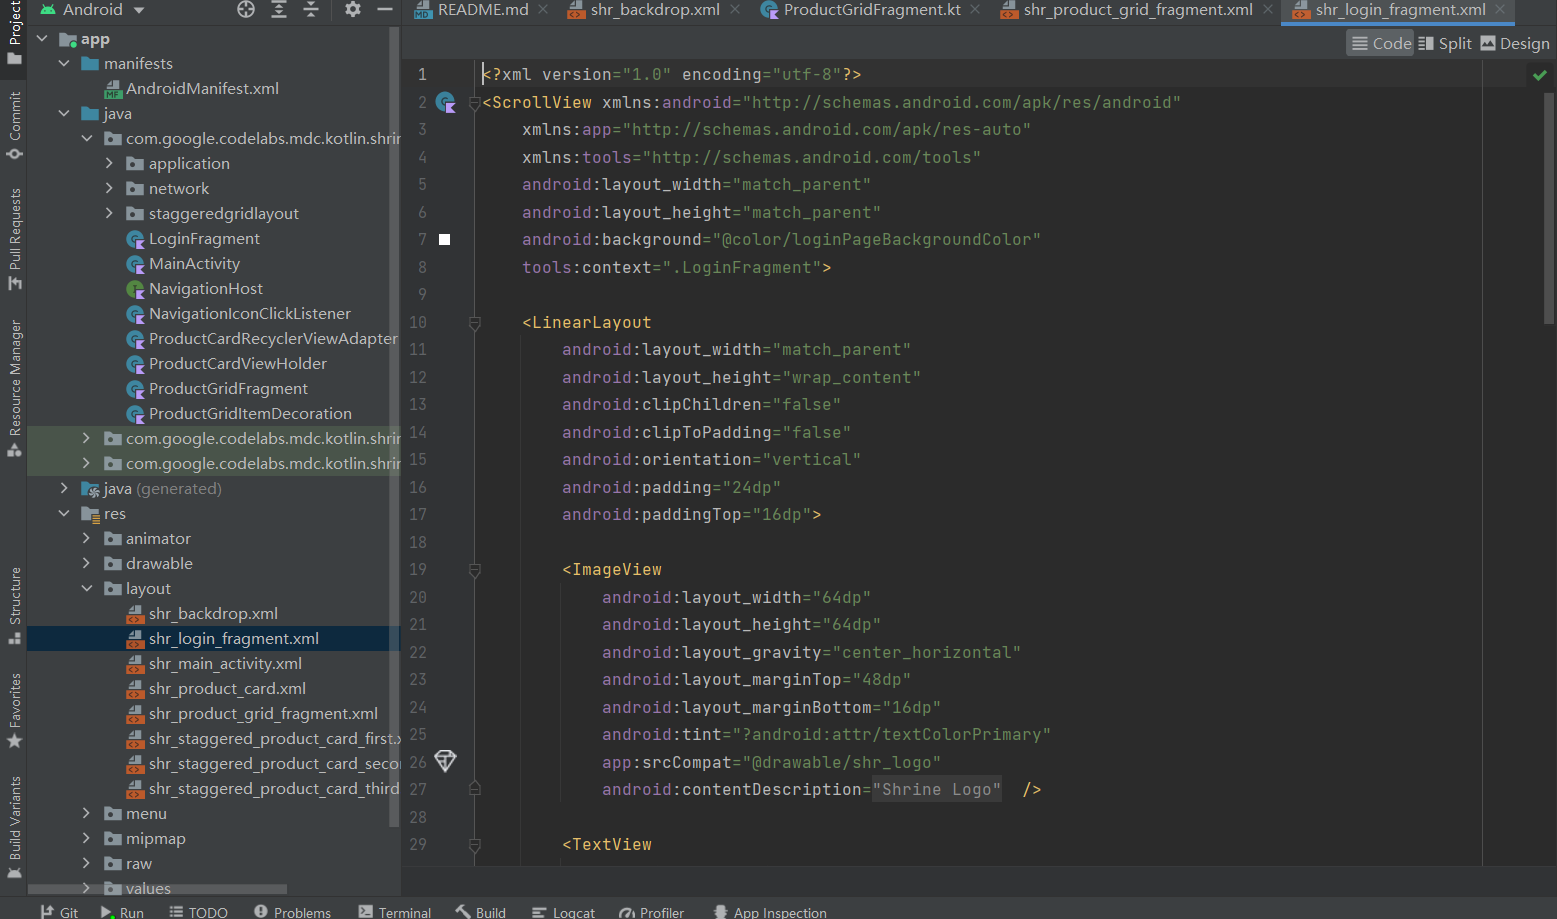 Android
README.md
shr_backdrop.xml
ProductGridFragment.kt
shr_product_grid_fragment.xml
shr_login_fragment.xml
Code
Split
Design
Project
Commit
Pull Requests
Resource Manager
Structure
Favorites
Build Variants
app
manifests
AndroidManifest.xml
java
com.google.codelabs.mdc.kotlin.shrin
application
network
staggeredgridlayout
LoginFragment
MainActivity
NavigationHost
NavigationIconClickListener
ProductCardRecyclerViewAdapter
ProductCardViewHolder
ProductGridFragment
ProductGridItemDecoration
com.google.codelabs.mdc.kotlin.shrin
com.google.codelabs.mdc.kotlin.shrin
java (generated)
res
animator
drawable
layout
shr_backdrop.xml
shr_login_fragment.xml
shr_main_activity.xml
shr_product_card.xml
shr_product_grid_fragment.xml
shr_staggered_product_card_first.x
shr_staggered_product_card_seco
shr_staggered_product_card_third
menu
mipmap
raw
values
1 <?xml version="1.0" encoding="utf-8"?>
2 <ScrollView xmlns:android="http://schemas.android.com/apk/res/android"
3 xmlns:app="http://schemas.android.com/apk/res-auto"
4 xmlns:tools="http://schemas.android.com/tools"
5 android:layout_width="match_parent"
6 android:layout_height="match_parent"
7 android:background="@color/loginPageBackgroundColor"
8 tools:context=".LoginFragment">
9
10 <LinearLayout
11 android:layout_width="match_parent"
12 android:layout_height="wrap_content"
13 android:clipChildren="false"
14 android:clipToPadding="false"
15 android:orientation="vertical"
16 android:padding="24dp"
17 android:paddingTop="16dp">
18
19 <ImageView
20 android:layout_width="64dp"
21 android:layout_height="64dp"
22 android:layout_gravity="center_horizontal"
23 android:layout_marginTop="48dp"
24 android:layout_marginBottom="16dp"
25 android:tint="?android:attr/textColorPrimary"
26 app:srcCompat="@drawable/shr_logo"
27 android:contentDescription="Shrine Logo" />
28
29 <TextView
Git
Run
TODO
Problems
Terminal
Build
Logcat
Profiler
App Inspection